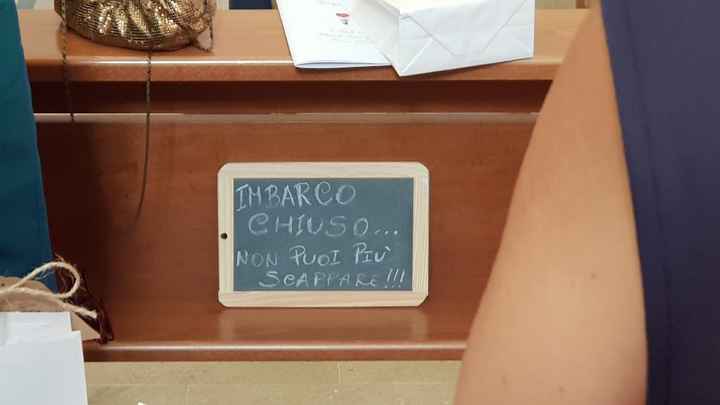 IMBARCO
CHIUSO...
NON PUOI PIÙ
SCAPPARE!!!